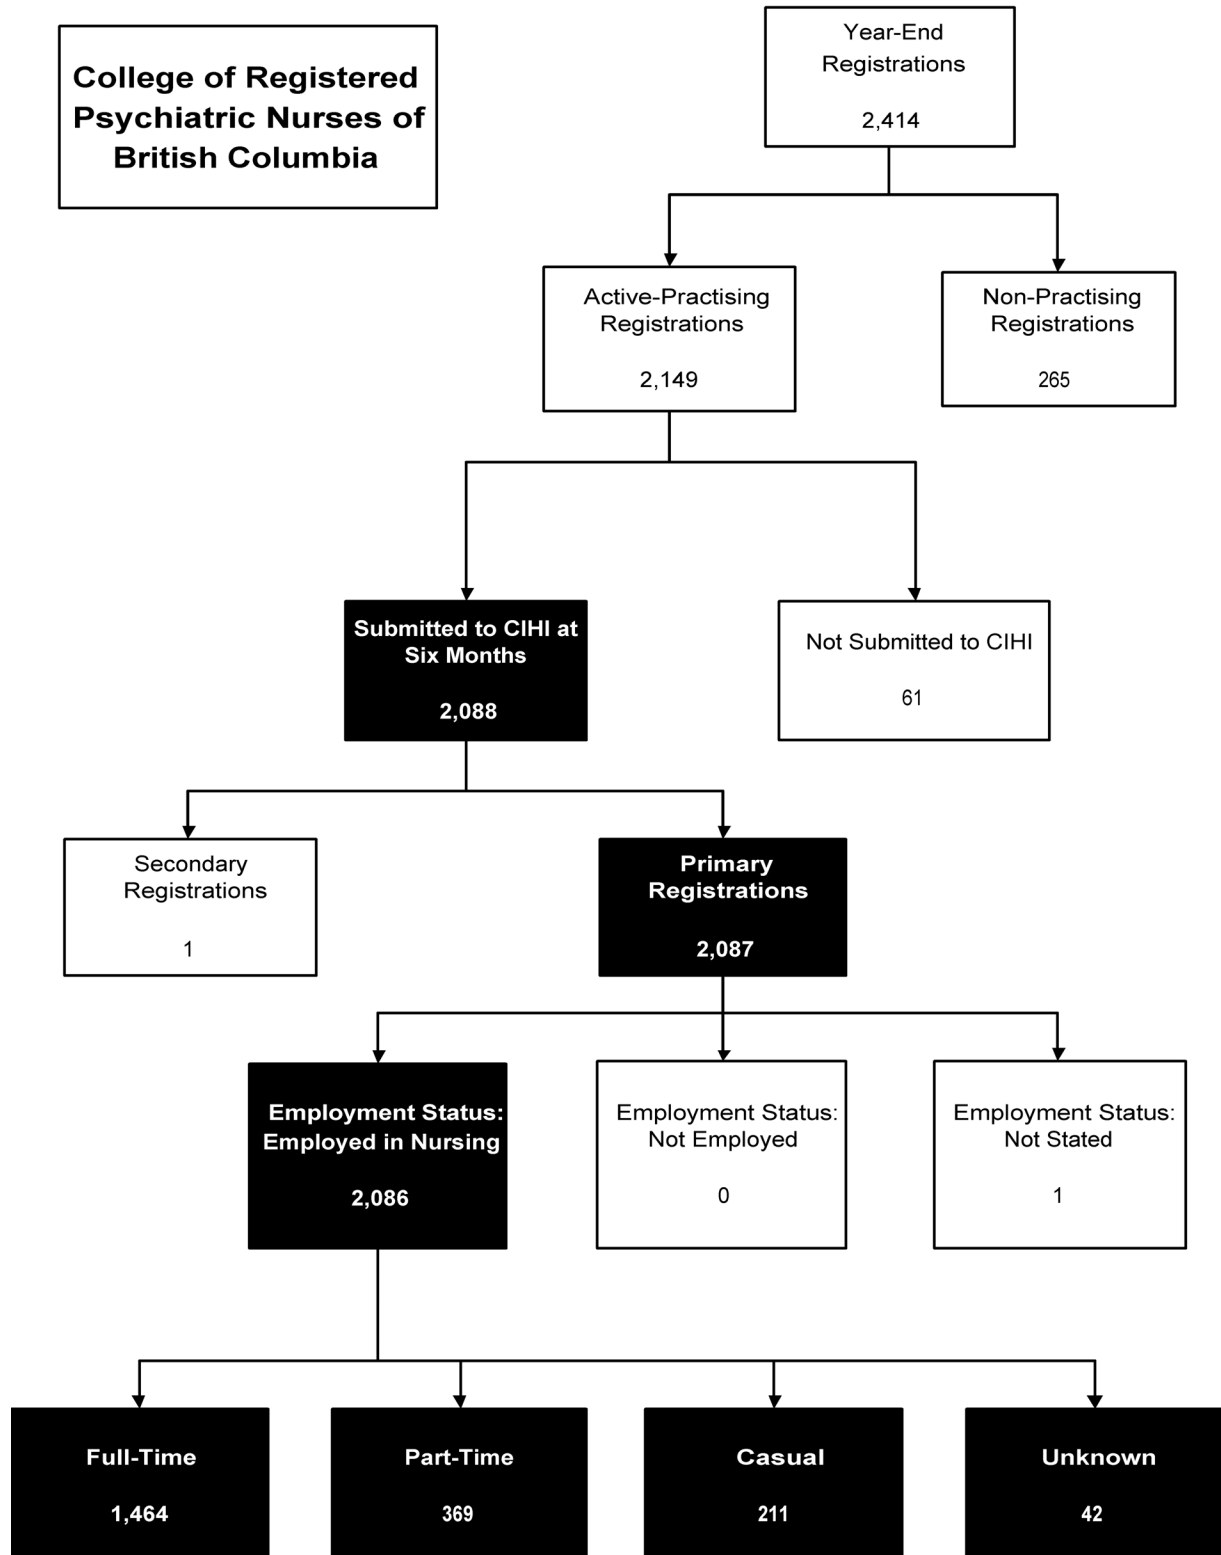 College of Registered
Psychiatric Nurses of
British Columbia
Year-End
Registrations
2,414
Active-Practising
Registrations
2,149
Non-Practising
Registrations
265
Submitted to CIHI at
Six Months
2,088
Not Submitted to CIHI
61
Secondary
Registrations
1
Primary
Registrations
2,087
Employment Status:
Employed in Nursing
2,086
Employment Status:
Not Employed
0
Employment Status:
Not Stated
1
Full-Time
1,464
Part-Time
369
Casual
211
Unknown
42